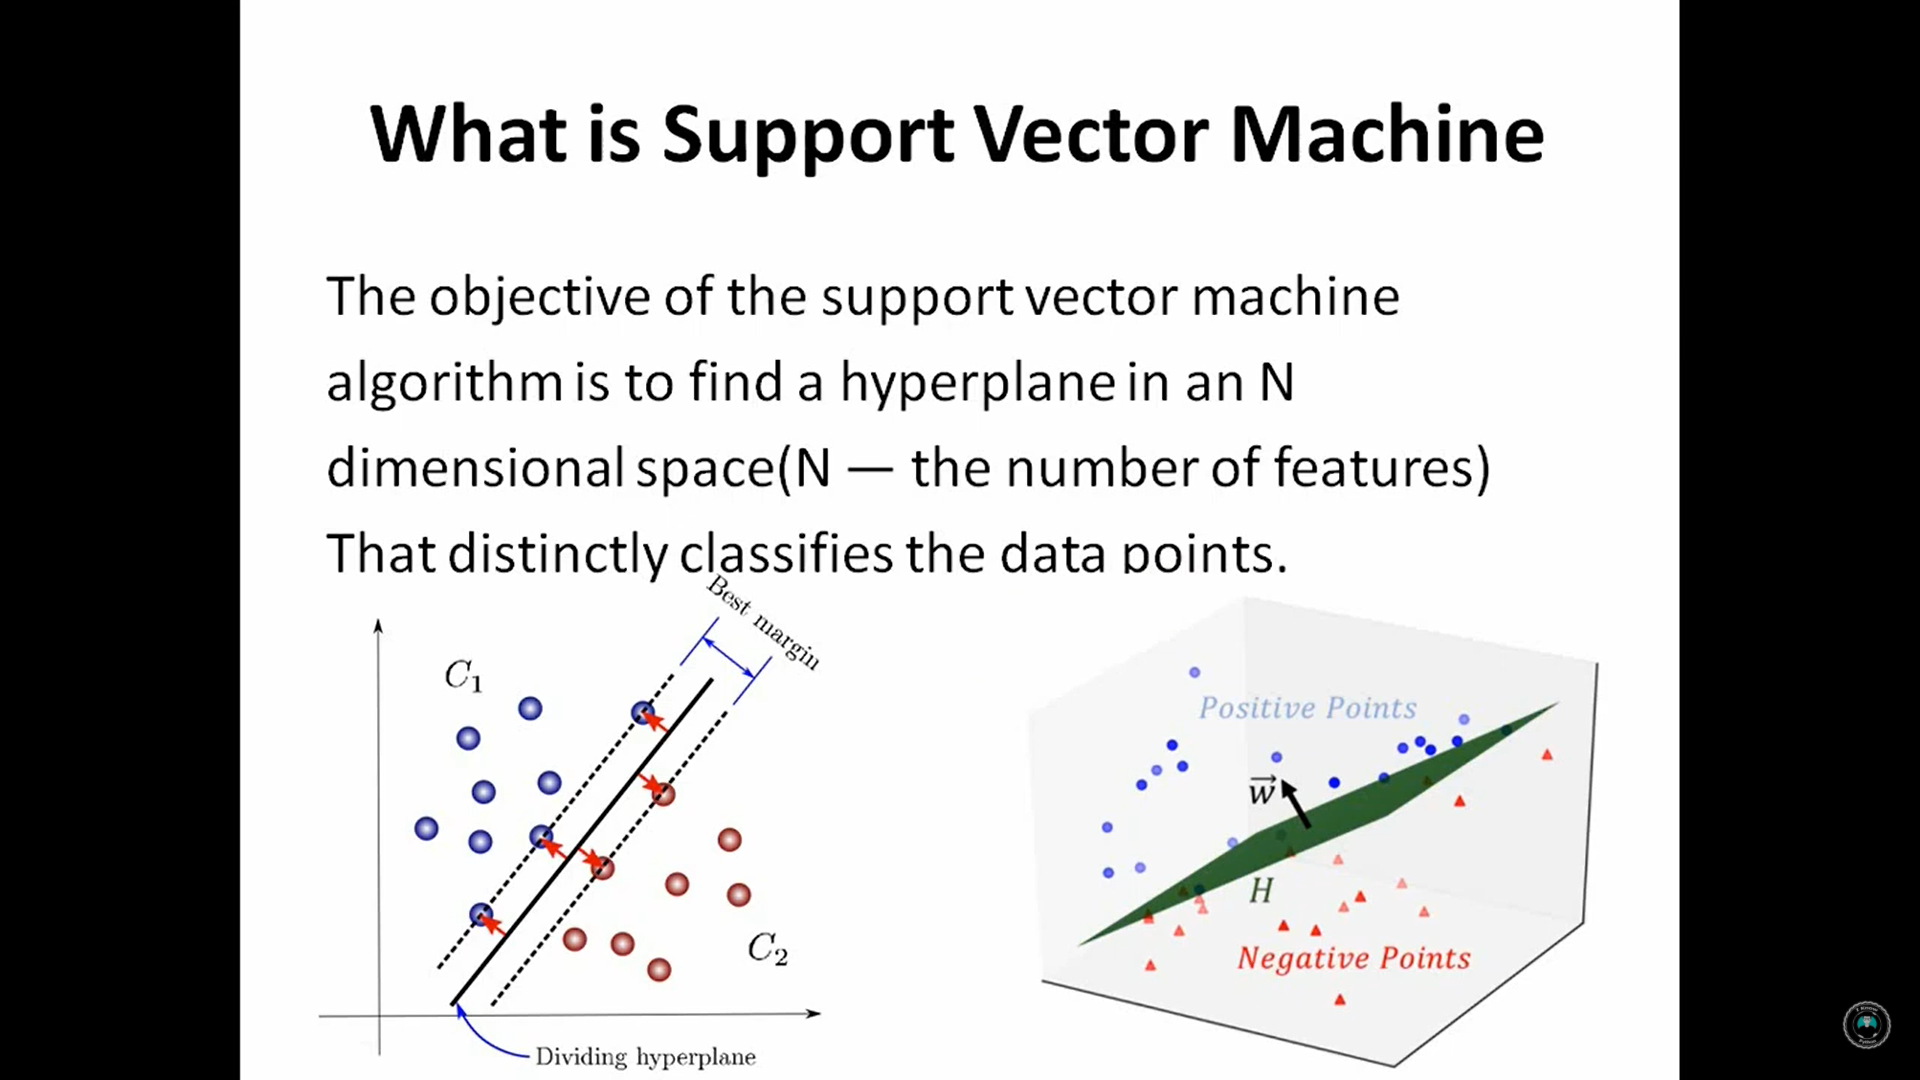 What is Support Vector Machine
The objective of the support vector machine
algorithm is to find a hyperplane in an N
dimensional space(N — the number of features)
That distinctly classifies the data points.
Best margin
C₁
C₂
Dividing hyperplane
Positive Points
w⃗
H
Negative Points